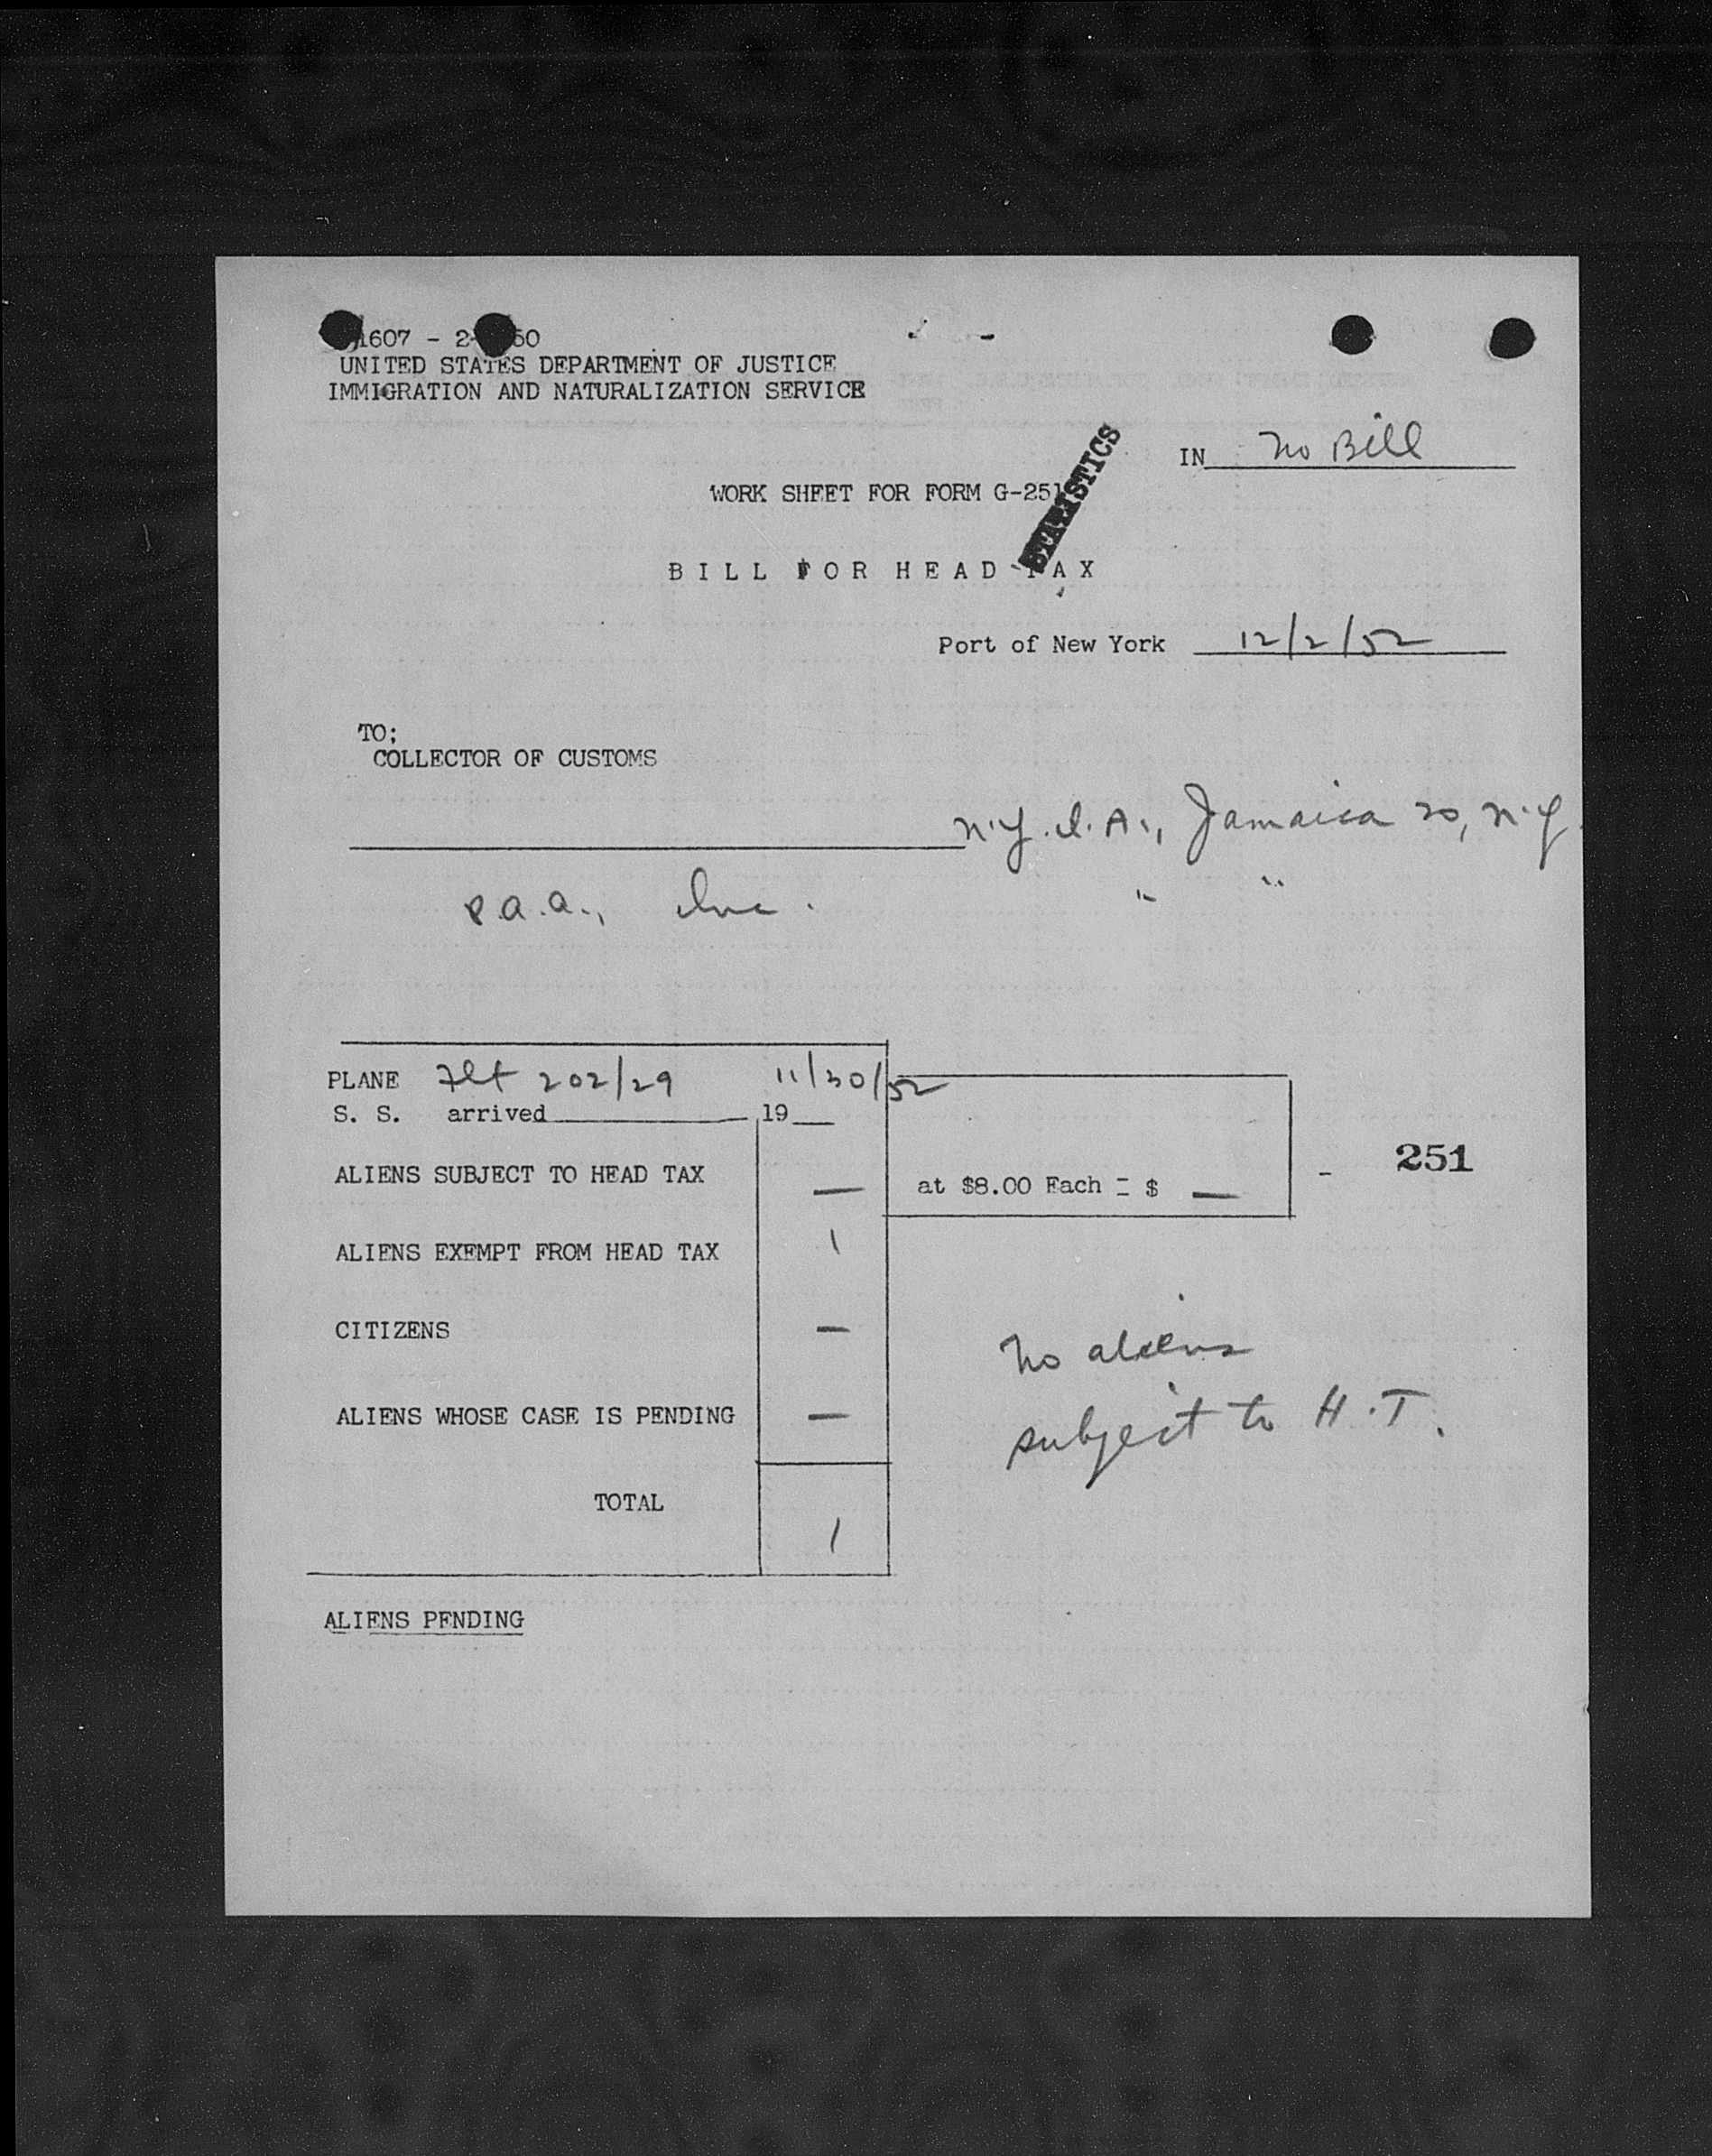 1607 - 2- 50
UNITED STATES DEPARTMENT OF JUSTICE
IMMIGRATION AND NATURALIZATION SERVICE
IN No Bill
STATISTICS
WORK SHEET FOR FORM G-251
BILL FOR HEAD TAX
Port of New York 12/2/52
TO;
COLLECTOR OF CUSTOMS
N.Y.I.A., Jamaica 20, N.Y.
P.A.A., Inc. " "
PLANE Flt 202/29 11/30/52
S. S. arrived 19
251
ALIENS SUBJECT TO HEAD TAX — at $8.00 Each = $ —
ALIENS EXEMPT FROM HEAD TAX 1
CITIZENS —
No aliens
ALIENS WHOSE CASE IS PENDING —
subject to H.T.
TOTAL 1
ALIENS PENDING